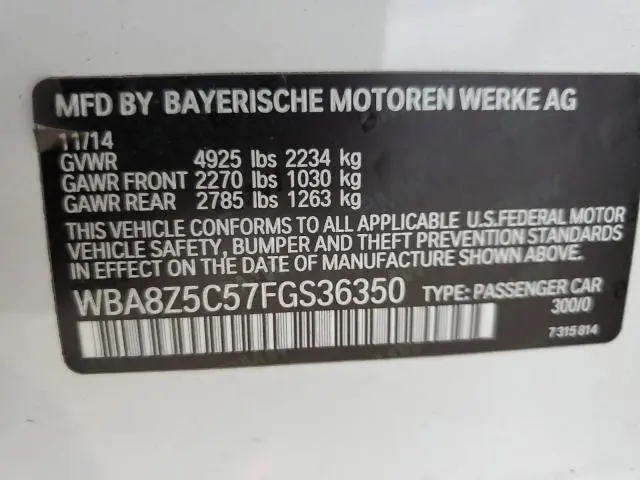 MFD BY BAYERISCHE MOTOREN WERKE AG
11/14
GVWR 4925 lbs 2234 kg
GAWR FRONT 2270 lbs 1030 kg
GAWR REAR 2785 lbs 1263 kg
THIS VEHICLE CONFORMS TO ALL APPLICABLE U.S.FEDERAL MOTOR
VEHICLE SAFETY, BUMPER AND THEFT PREVENTION STANDARDS
IN EFFECT ON THE DATE OF MANUFACTURE SHOWN ABOVE.
WBA8Z5C57FGS36350 TYPE: PASSENGER CAR
300/0
7315814